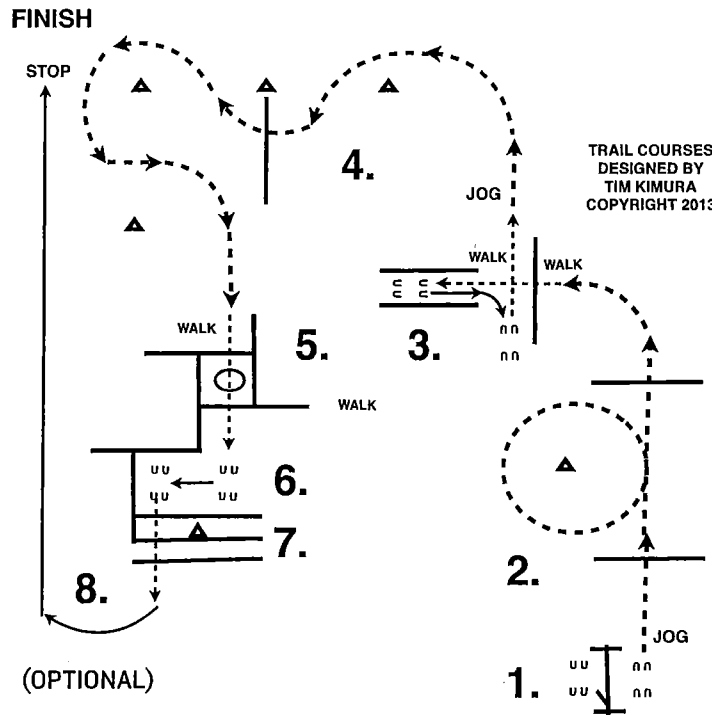 FINISH
STOP
4.
TRAIL COURSES
DESIGNED BY
TIM KIMURA
COPYRIGHT 2013
JOG
WALK
WALK
3.
WALK
5.
WALK
6.
7.
2.
8.
JOG
1.
(OPTIONAL)